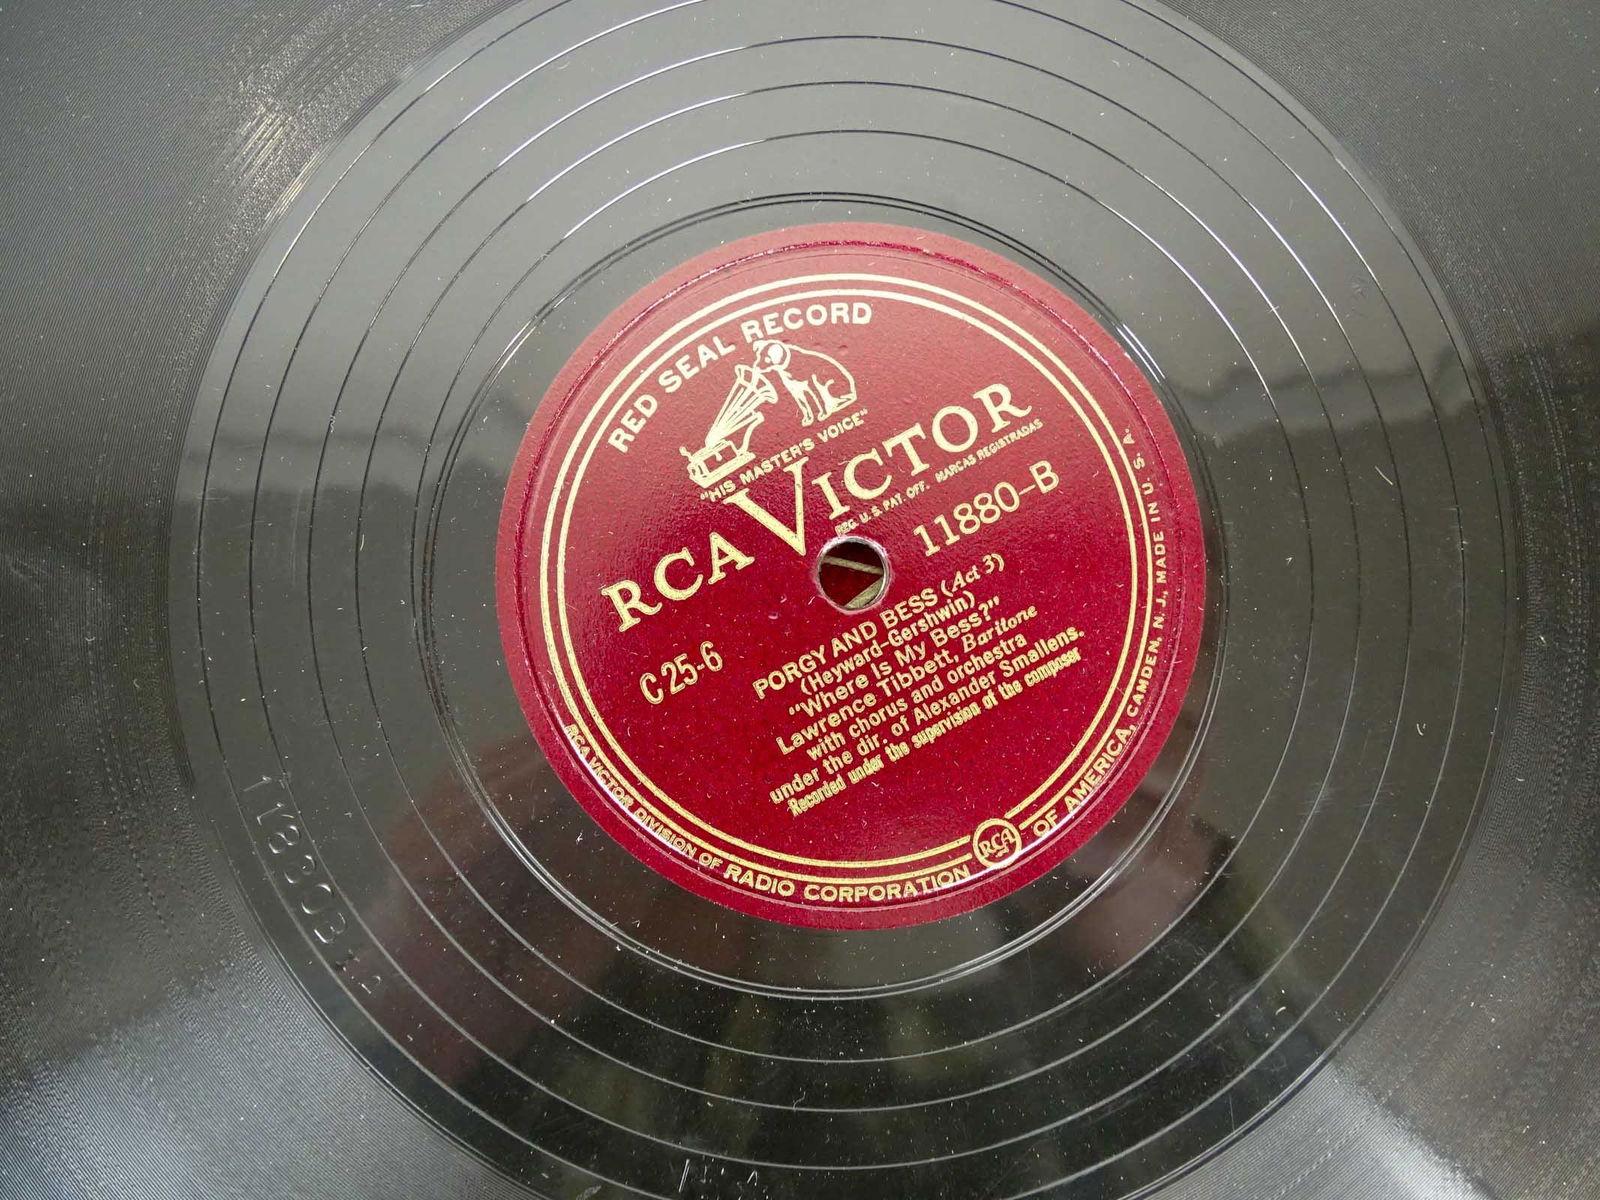 RED SEAL RECORD
"HIS MASTER'S VOICE"
RCA VICTOR
REG. U. S. PAT. OFF. MARCAS REGISTRADAS
11880-B
C 25-6
PORGY AND BESS (Act 3)
(Heyward-Gershwin)
"Where Is My Bess?"
Lawrence Tibbett, Baritone
with chorus and orchestra
under the dir. of Alexander Smallens.
Recorded under the supervision of the composer
RCA VICTOR DIVISION OF RADIO CORPORATION OF AMERICA, CAMDEN, N. J., MADE IN U. S. A.
RCA